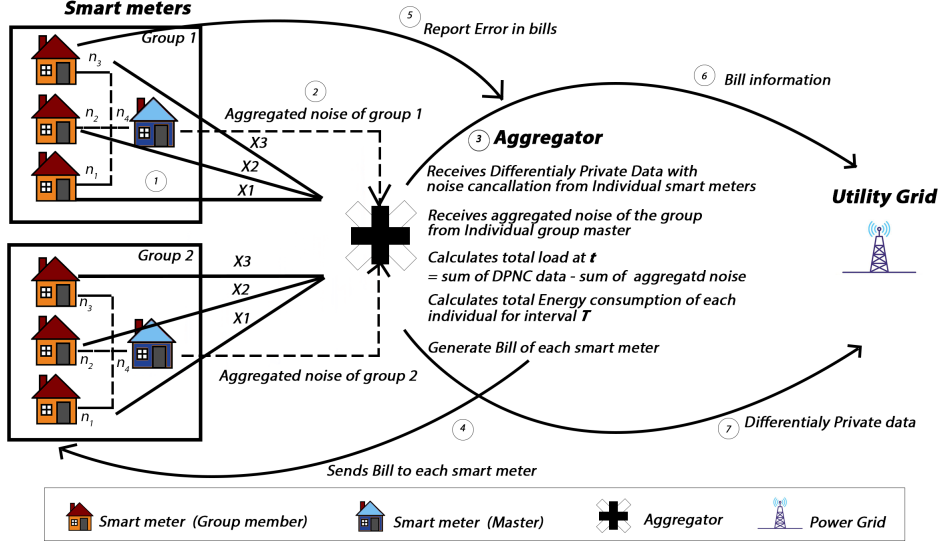 Smart meters
Group 1
n3
n2
n4
n1
1
X3
X2
X1
2
Aggregated noise of group 1
5
Report Error in bills
6
Bill information
3 Aggregator
Receives Differentialy Private Data with
noise cancallation from Individual smart meters
Receives aggregated noise of the group
from Individual group master
Calculates total load at t
= sum of DPNC data - sum of aggregatd noise
Calculates total Energy consumption of each
individual for interval T
Generate Bill of each smart meter
Utility Grid
Group 2
n3
n2
n4
n1
X3
X2
X1
Aggregated noise of group 2
4
Sends Bill to each smart meter
7
Differentialy Private data
Smart meter (Group member)
Smart meter (Master)
Aggregator
Power Grid